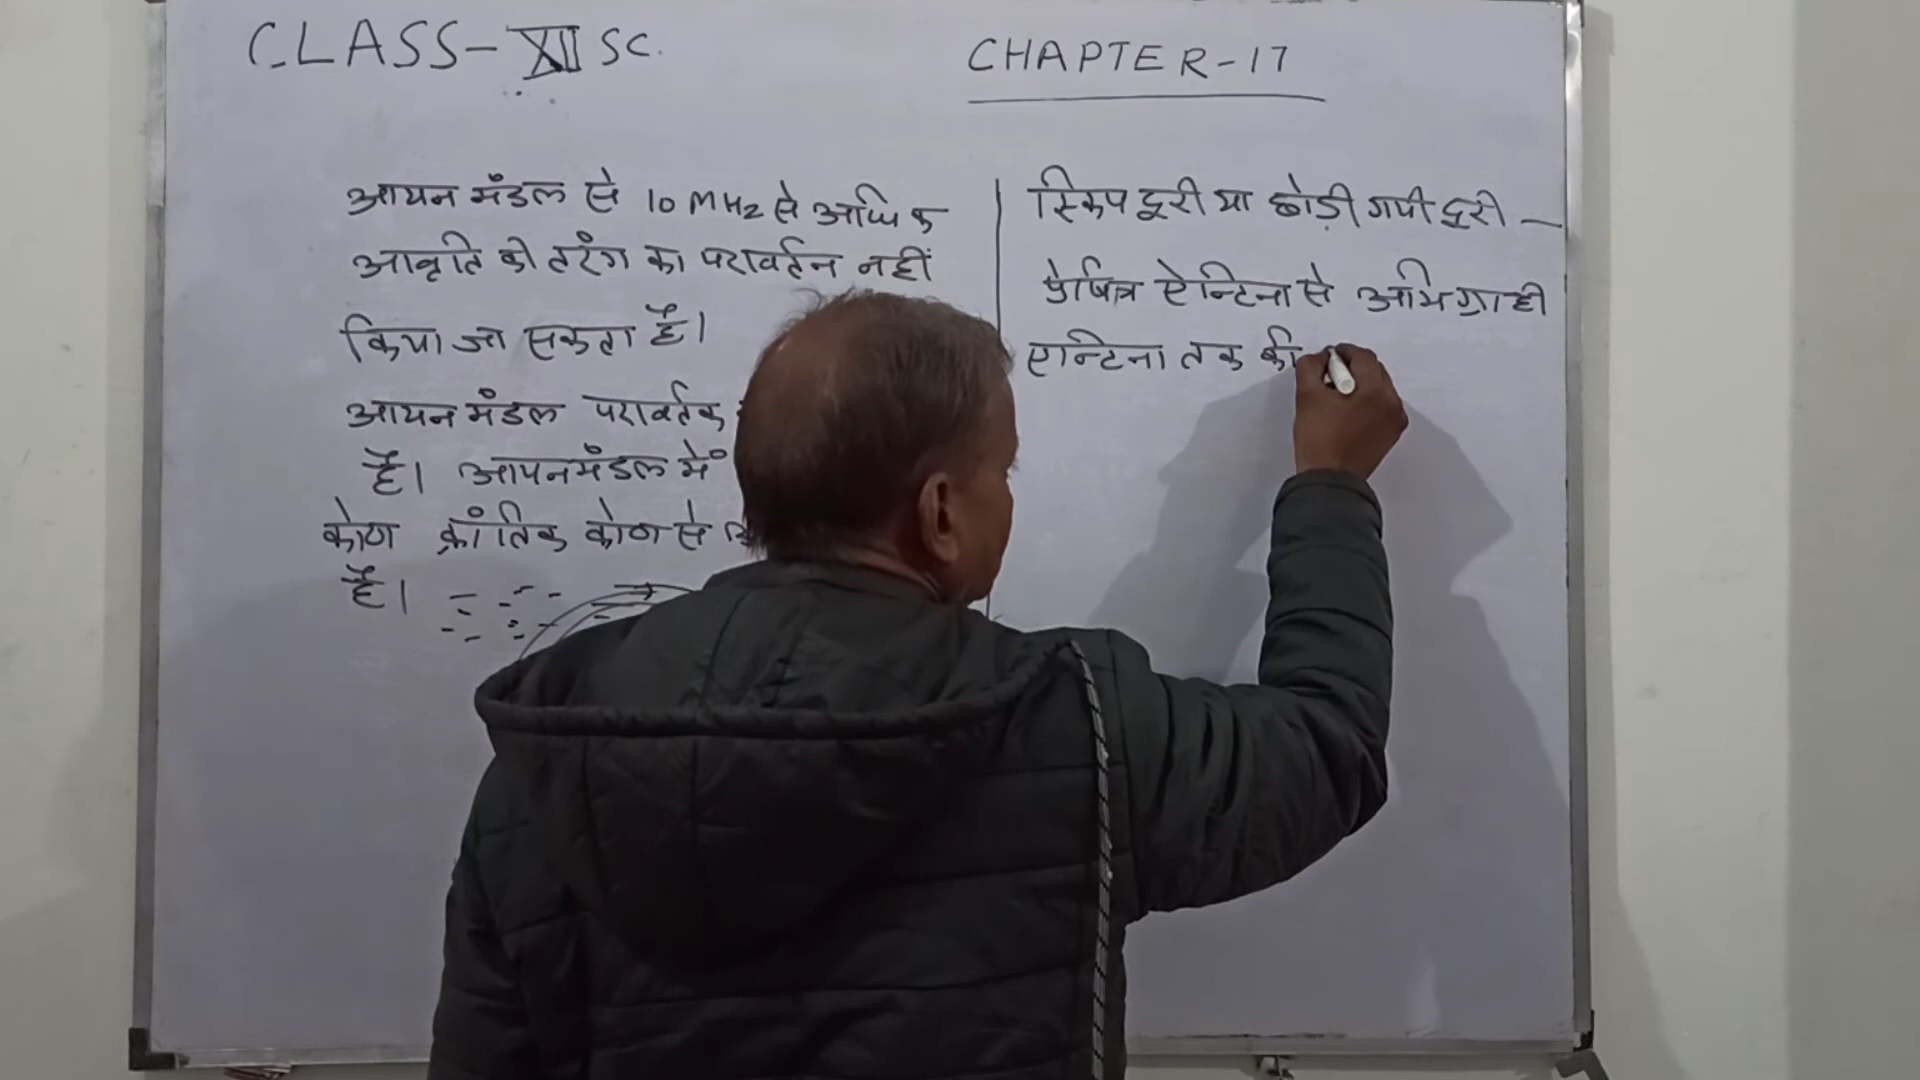 CLASS-XII SC.
CHAPTER-17
आयन मंडल से 10 MHz से अधिक
आवृति की तरंग का परावर्तन नहीं
किया जा सकता है।
आयन मंडल परावर्तक
है। आयनमंडल में
कोण क्रांतिक कोण से
है।
स्किप दूरी या छोड़ी गयी दूरी —
प्रेषित्र ऐन्टिना से अभिग्राही
एन्टिना तक की